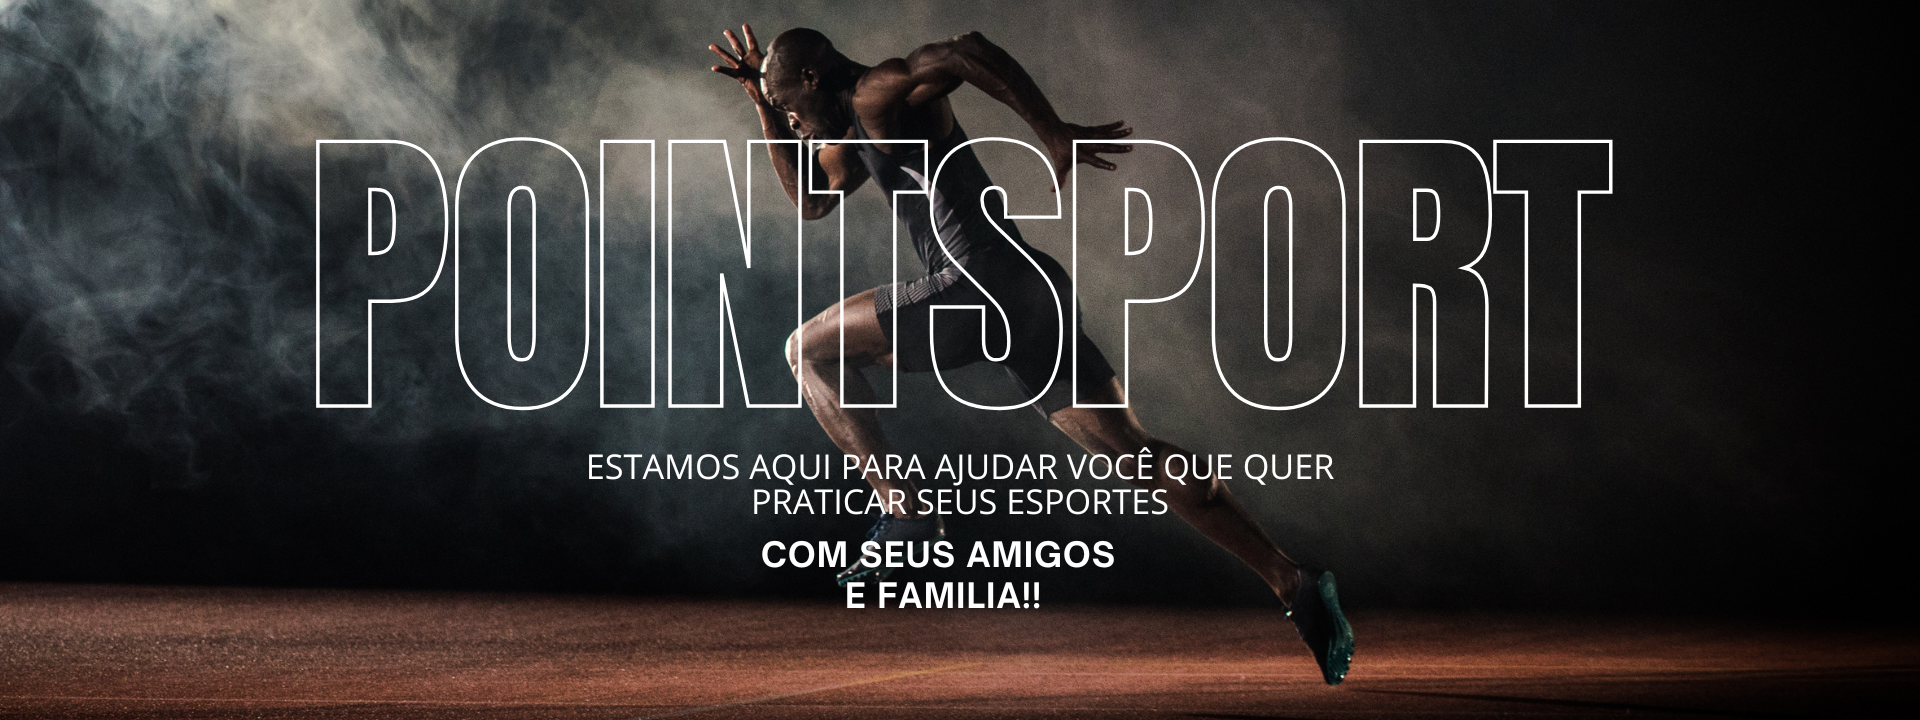 POINTSPORT
ESTAMOS AQUI PARA AJUDAR VOCÊ QUE QUER
PRATICAR SEUS ESPORTES
COM SEUS AMIGOS
E FAMILIA!!